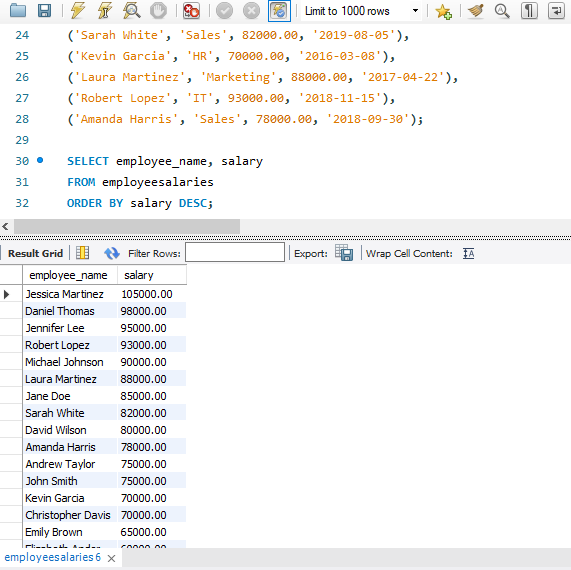 Limit to 1000 rows
24 ('Sarah White', 'Sales', 82000.00, '2019-08-05'),
25 ('Kevin Garcia', 'HR', 70000.00, '2016-03-08'),
26 ('Laura Martinez', 'Marketing', 88000.00, '2017-04-22'),
27 ('Robert Lopez', 'IT', 93000.00, '2018-11-15'),
28 ('Amanda Harris', 'Sales', 78000.00, '2018-09-30');
29
30 SELECT employee_name, salary
31 FROM employeesalaries
32 ORDER BY salary DESC;
Result Grid Filter Rows: Export: Wrap Cell Content:
employee_name salary
Jessica Martinez 105000.00
Daniel Thomas 98000.00
Jennifer Lee 95000.00
Robert Lopez 93000.00
Michael Johnson 90000.00
Laura Martinez 88000.00
Jane Doe 85000.00
Sarah White 82000.00
David Wilson 80000.00
Amanda Harris 78000.00
Andrew Taylor 75000.00
John Smith 75000.00
Kevin Garcia 70000.00
Christopher Davis 70000.00
Emily Brown 65000.00
employeesalaries6